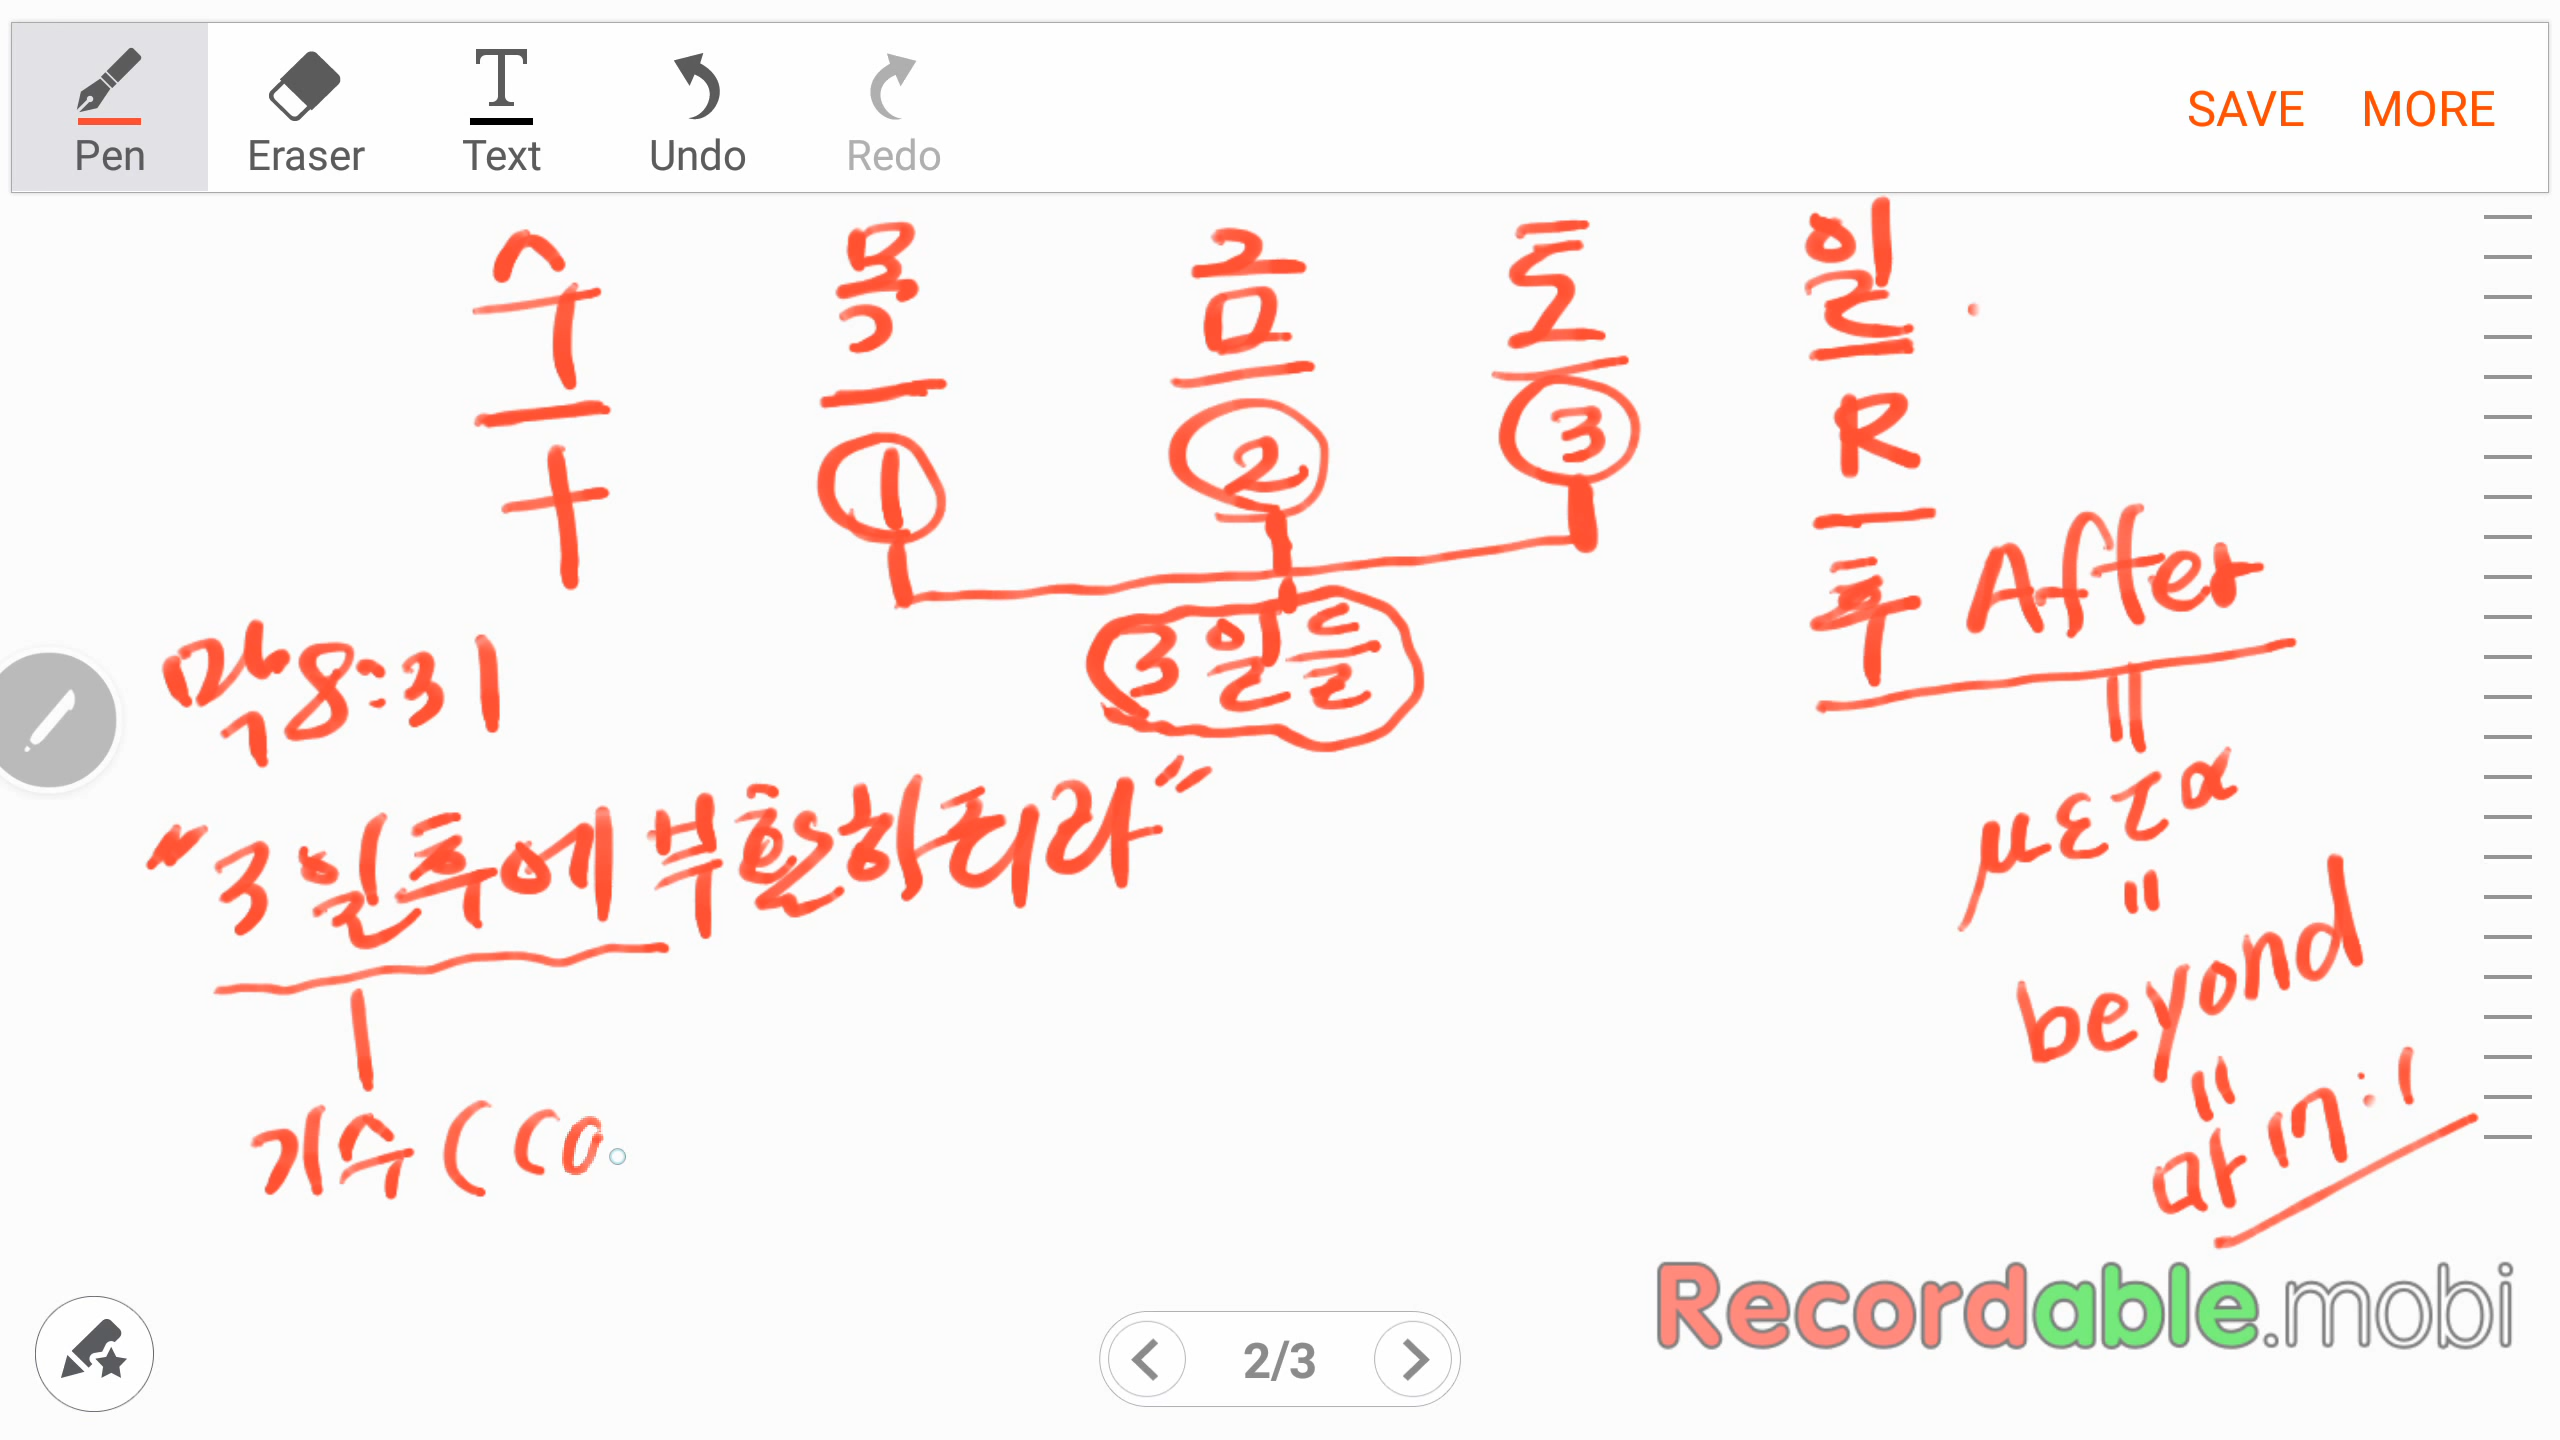 Pen Eraser Text Undo Redo SAVE MORE
수 목 금 토 일
十 ① ② ③ R
3일들
후 After
막8:31
"3일후에 부활하리라"
μετα
"
beyond
"
마 17:1
기수 (co
2/3
Recordable.mobi